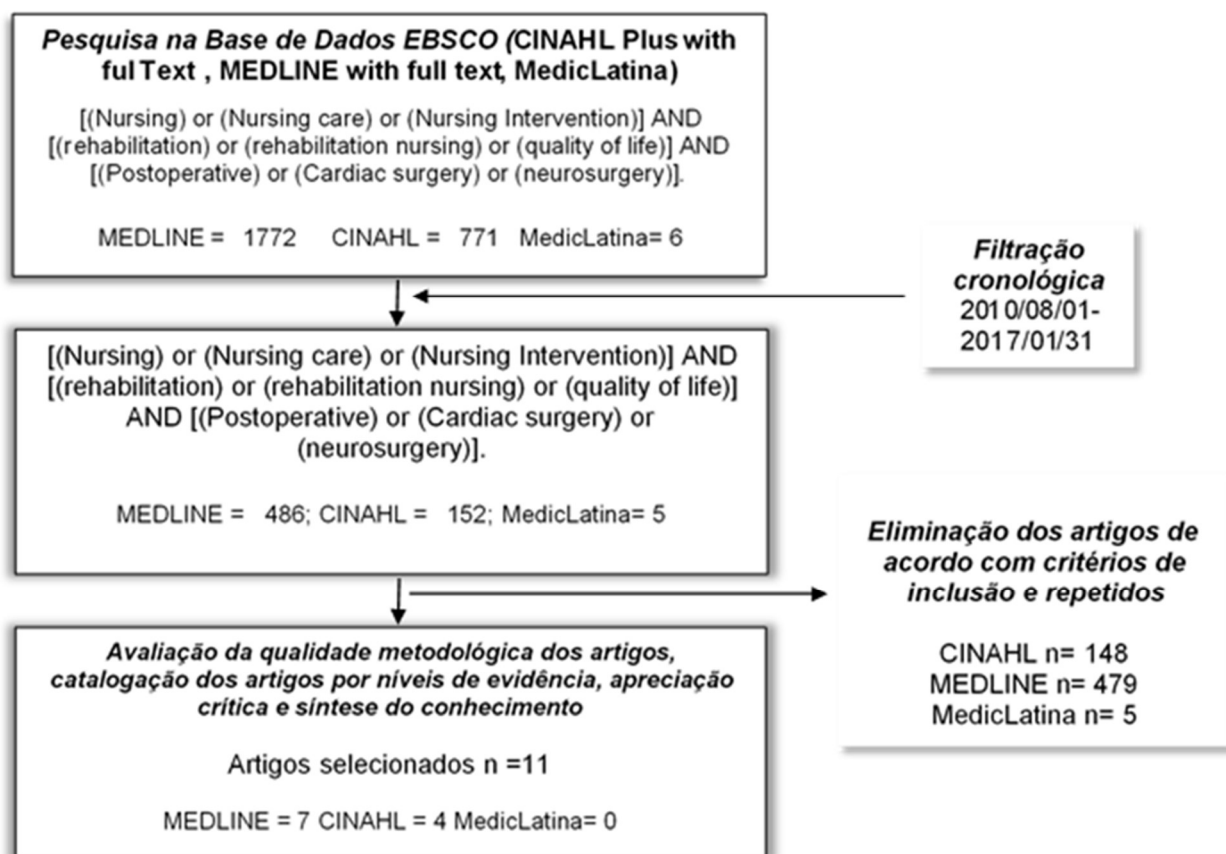 Pesquisa na Base de Dados EBSCO (CINAHL Plus with
ful Text , MEDLINE with full text, MedicLatina)
[(Nursing) or (Nursing care) or (Nursing Intervention)] AND
[(rehabilitation) or (rehabilitation nursing) or (quality of life)] AND
[(Postoperative) or (Cardiac surgery) or (neurosurgery)].
MEDLINE = 1772 CINAHL = 771 MedicLatina= 6
Filtração
cronológica
2010/08/01-
2017/01/31
[(Nursing) or (Nursing care) or (Nursing Intervention)] AND
[(rehabilitation) or (rehabilitation nursing) or (quality of life)]
AND [(Postoperative) or (Cardiac surgery) or
(neurosurgery)].
MEDLINE = 486; CINAHL = 152; MedicLatina= 5
Eliminação dos artigos de
acordo com critérios de
inclusão e repetidos
CINAHL n= 148
MEDLINE n= 479
MedicLatina n= 5
Avaliação da qualidade metodológica dos artigos,
catalogação dos artigos por níveis de evidência, apreciação
crítica e síntese do conhecimento
Artigos selecionados n =11
MEDLINE = 7 CINAHL = 4 MedicLatina= 0